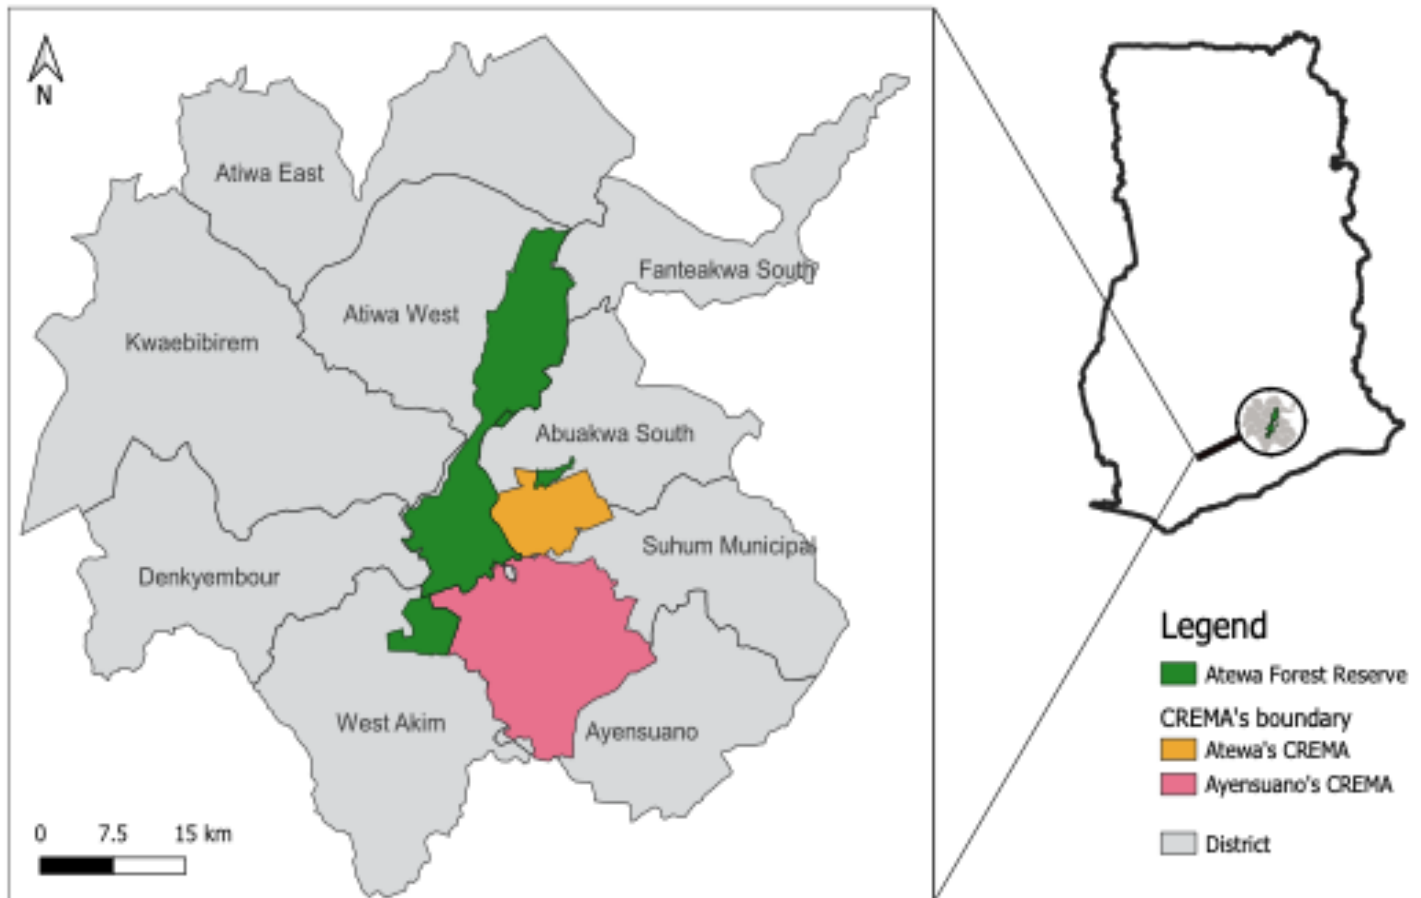 N
Atiwa East
Fanteakwa South
Atiwa West
Kwaebibirem
Abuakwa South
Suhum Municipal
Denkyembour
West Akim
Ayensuano
0 7.5 15 km
Legend
Atewa Forest Reserve
CREMA's boundary
Atewa's CREMA
Ayensuano's CREMA
District